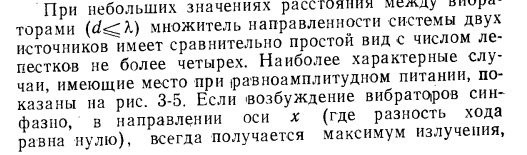 При небольших значениях расстояния между вибра-
торами (d⩽λ) множитель направленности системы двух
источников имеет сравнительно простой вид с числом ле-
пестков не более четырех. Наиболее характерные слу-
чаи, имеющие место при равноамплитудном питании, по-
казаны на рис. 3-5. Если возбуждение вибраторов син-
фазно, в направлении оси x (где разность хода
равна нулю), всегда получается максимум излучения,